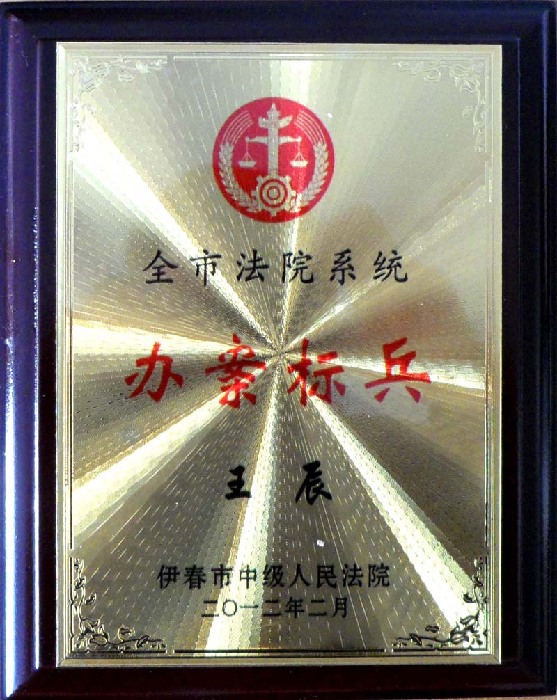 全市法院系统
办案标兵
王辰
伊春市中级人民法院
二〇一二年二月